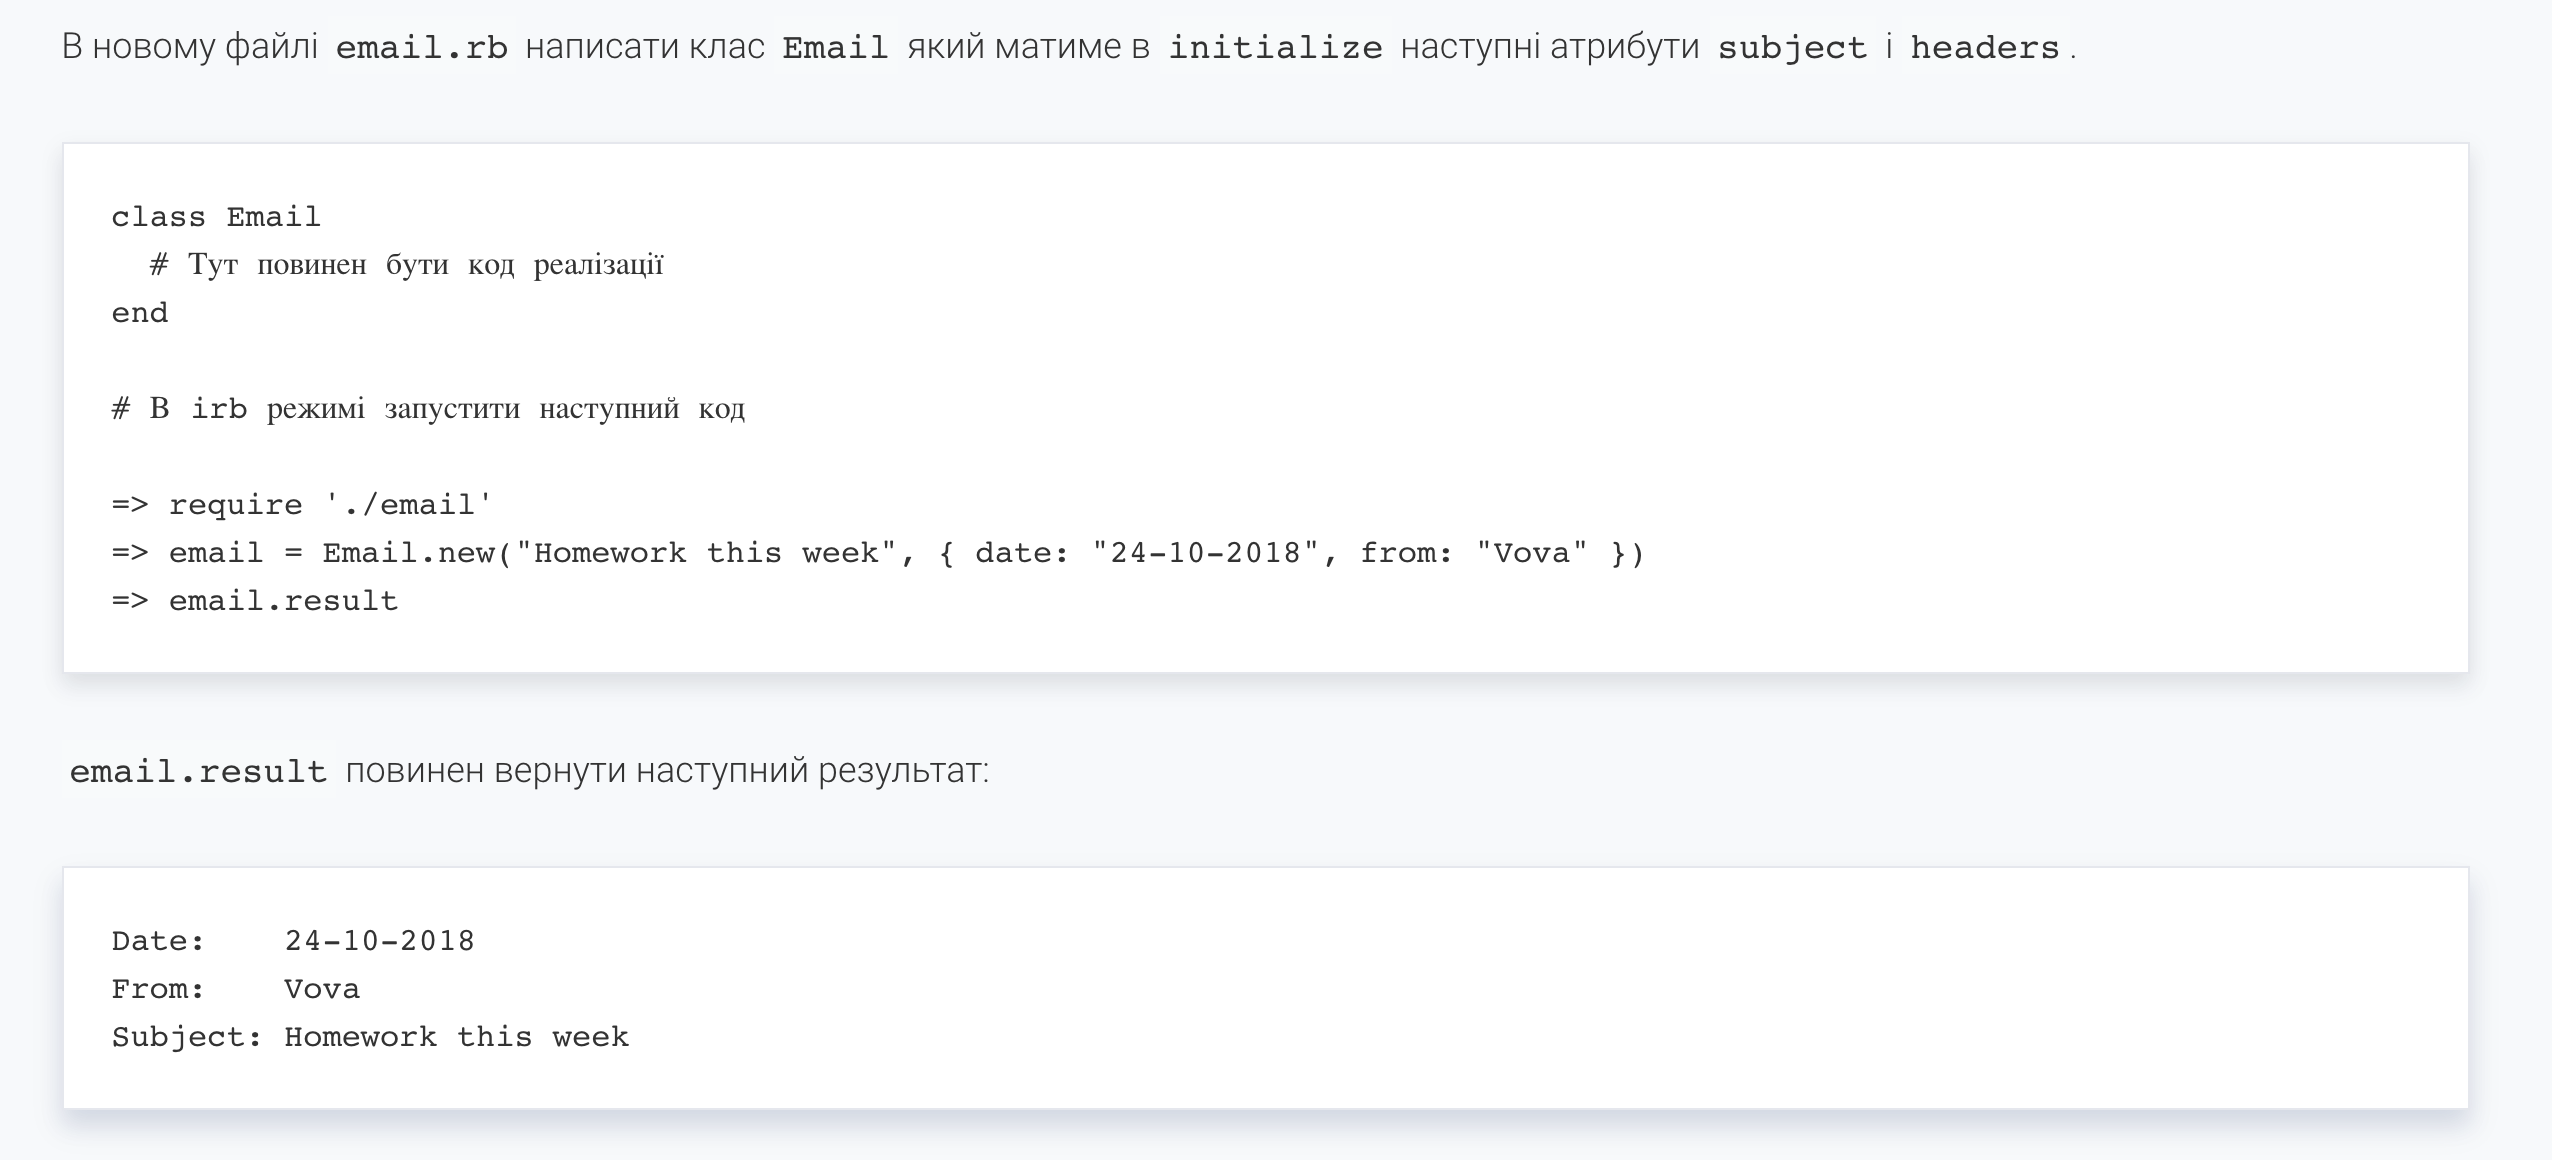 В новому файлі email.rb написати клас Email який матиме в initialize наступні атрибути subject і headers.
class Email
  # Тут повинен бути код реалізації
end
# В irb режимі запустити наступний код
=> require './email'
=> email = Email.new("Homework this week", { date: "24-10-2018", from: "Vova" })
=> email.result
email.result повинен вернути наступний результат:
Date:    24-10-2018
From:    Vova
Subject: Homework this week